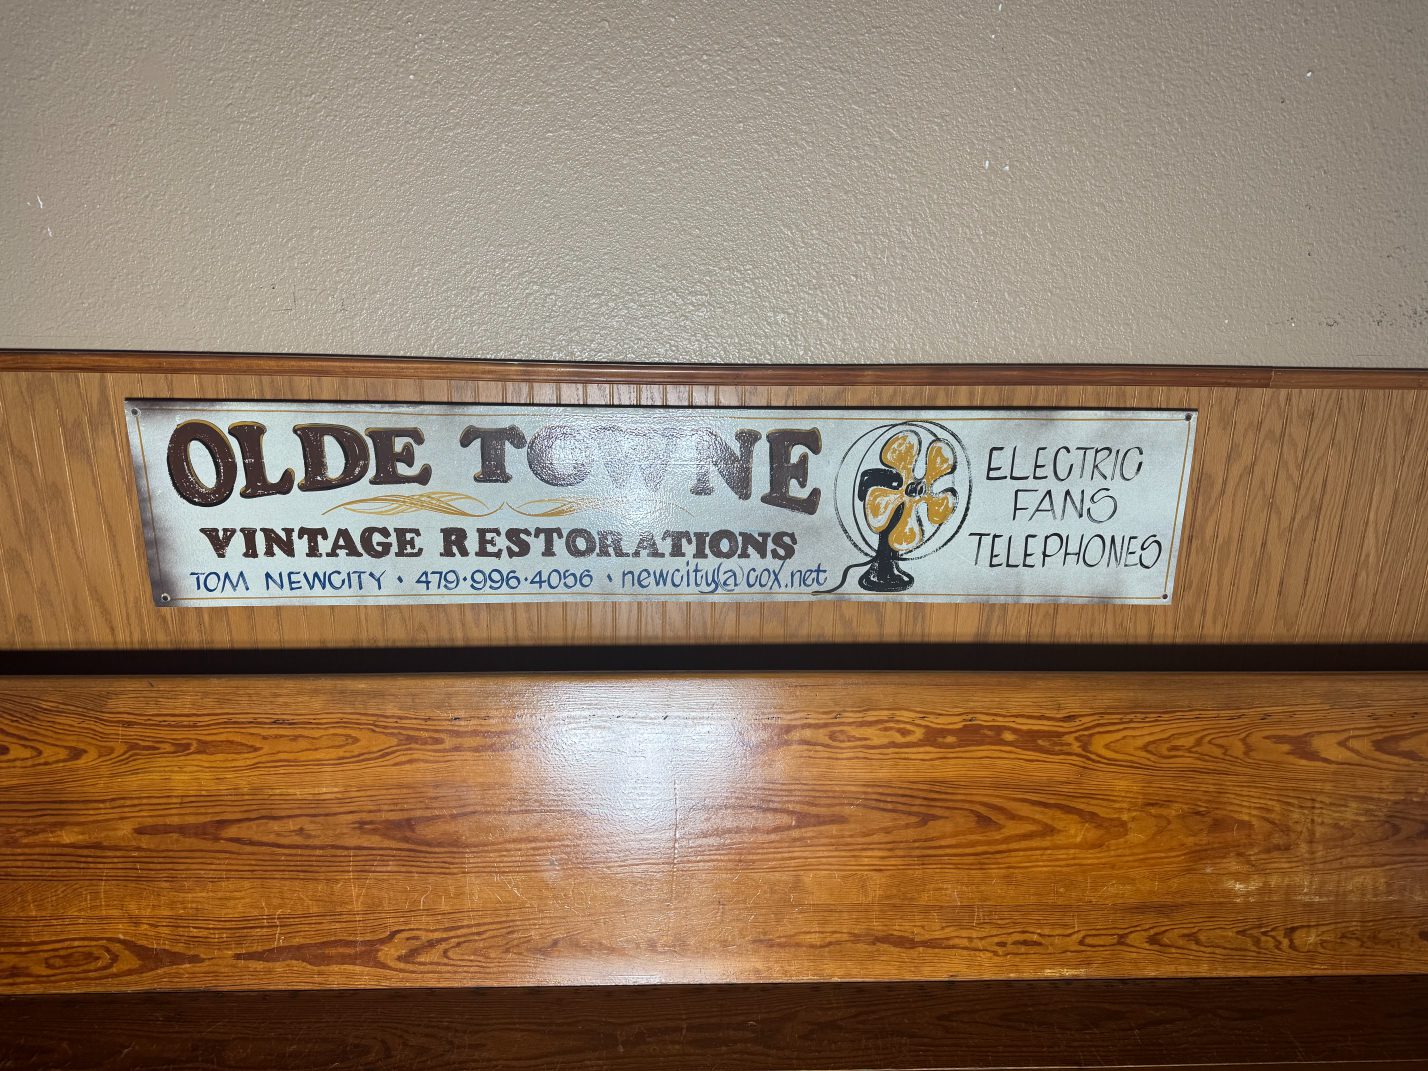 OLDE TOWNE
VINTAGE RESTORATIONS
TOM NEWCITY • 479•996•4056 • newcity@cox.net
ELECTRIC
FANS
TELEPHONES